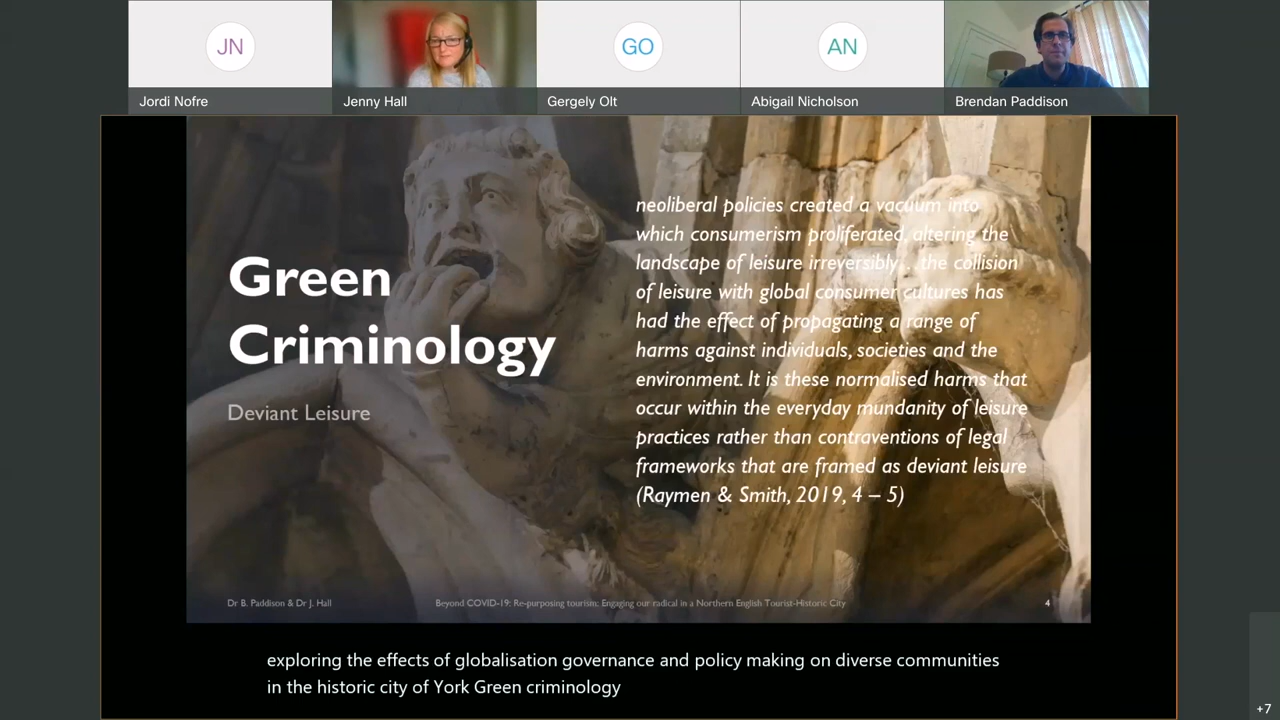 JN
Jordi Nofre
Jenny Hall
GO
Gergely Olt
AN
Abigail Nicholson
Brendan Paddison
Green
Criminology
Deviant Leisure
neoliberal policies created a vacuum into
which consumerism proliferated, altering the
landscape of leisure irreversibly…the collision
of leisure with global consumer cultures has
had the effect of propagating a range of
harms against individuals, societies and the
environment. It is these normalised harms that
occur within the everyday mundanity of leisure
practices rather than contraventions of legal
frameworks that are framed as deviant leisure
(Raymen & Smith, 2019, 4 – 5)
Dr B. Paddison & Dr J. Hall
Beyond COVID-19: Re-purposing tourism: Engaging our radical in a Northern English Tourist-Historic City
4
exploring the effects of globalisation governance and policy making on diverse communities
in the historic city of York Green criminology
+7